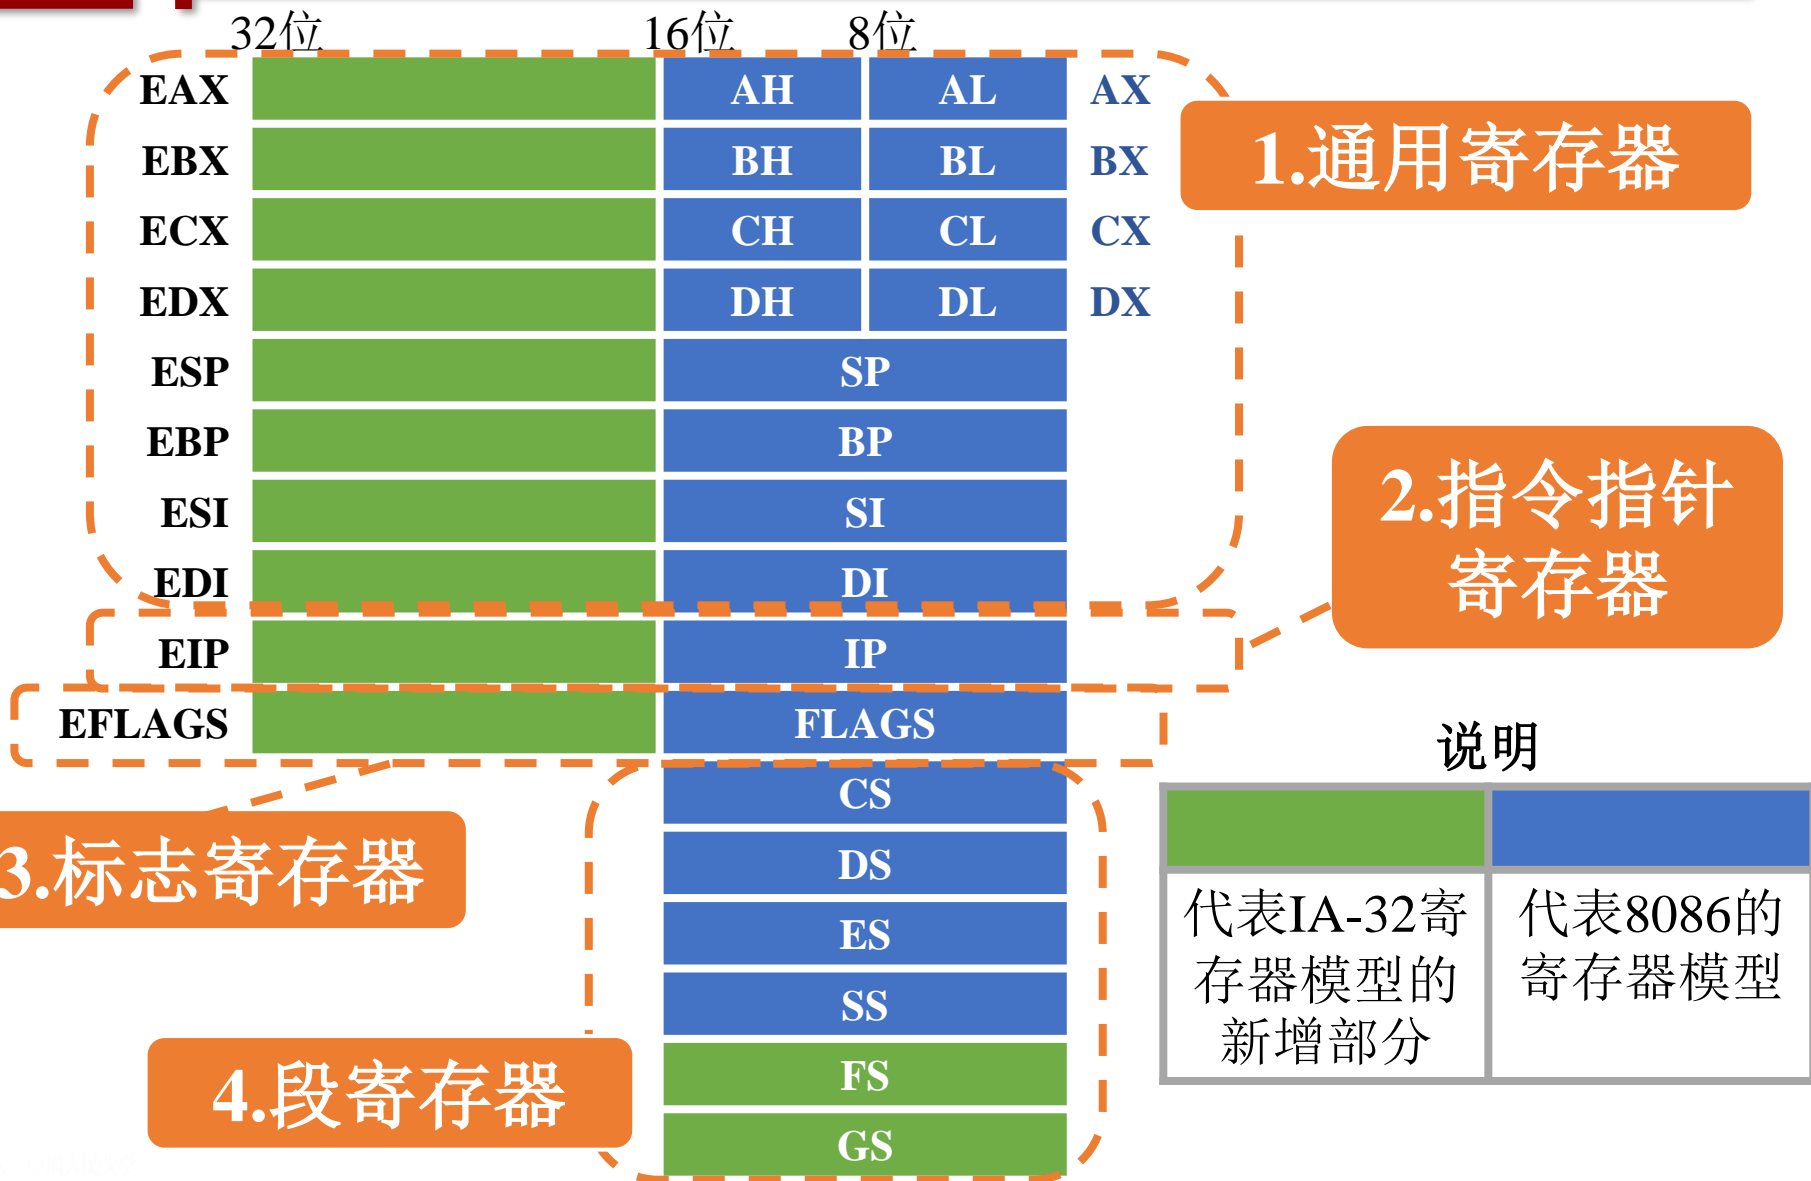 32位 16位 8位
EAX AH AL AX
1.通用寄存器
EBX BH BL BX
ECX CH CL CX
EDX DH DL DX
ESP SP
EBP BP
2.指令指针
寄存器
ESI SI
EDI DI
EIP IP
EFLAGS FLAGS
说明
CS
3.标志寄存器
DS
代表IA-32寄
存器模型的
新增部分
代表8086的
寄存器模型
ES
SS
4.段寄存器
FS
GS